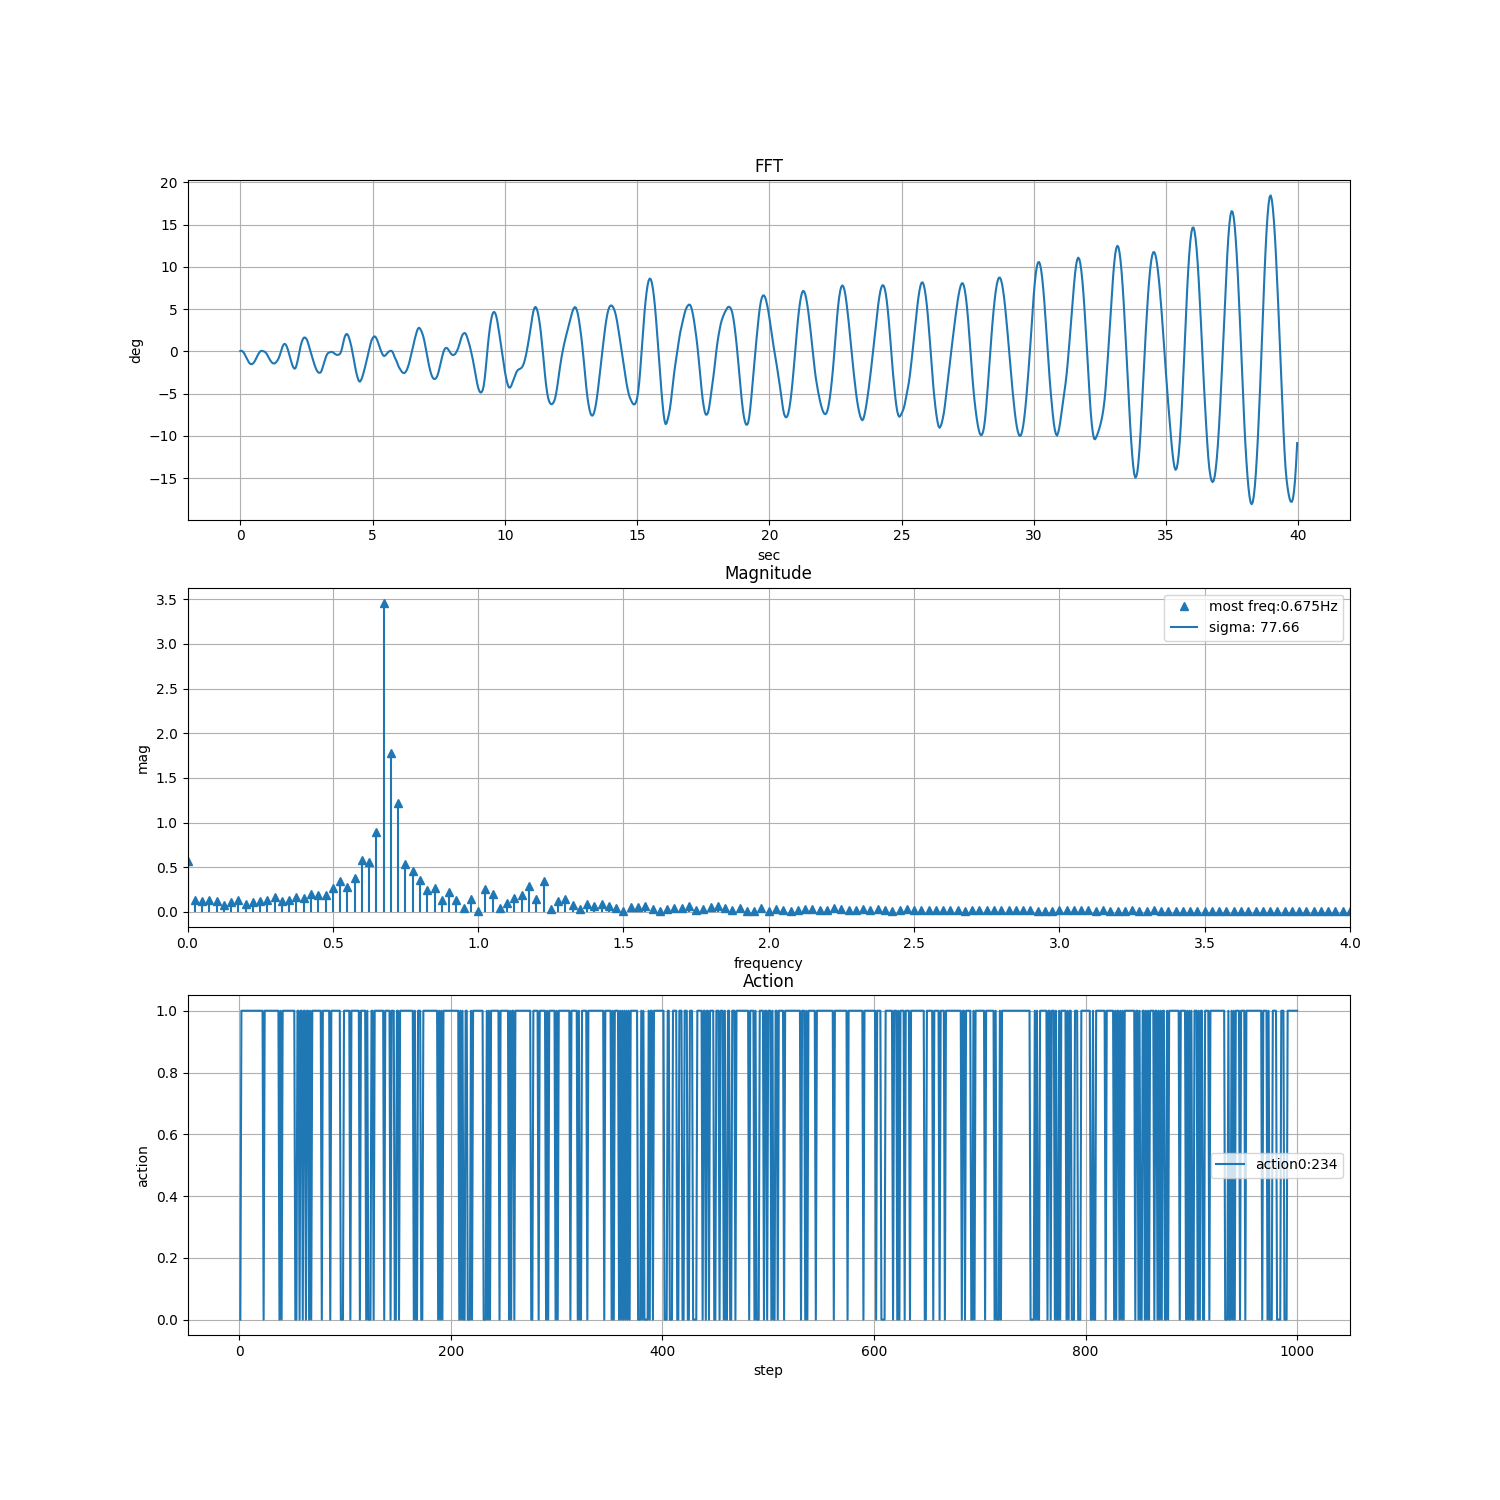 FFT
20
15
10
5
0
−5
−10
−15
deg
0 5 10 15 20 25 30 35 40
sec
Magnitude
3.5
3.0
2.5
2.0
1.5
1.0
0.5
0.0
mag
most freq:0.675Hz
sigma: 77.66
0.0 0.5 1.0 1.5 2.0 2.5 3.0 3.5 4.0
frequency
Action
1.0
0.8
0.6
0.4
0.2
0.0
action
action0:234
0 200 400 600 800 1000
step